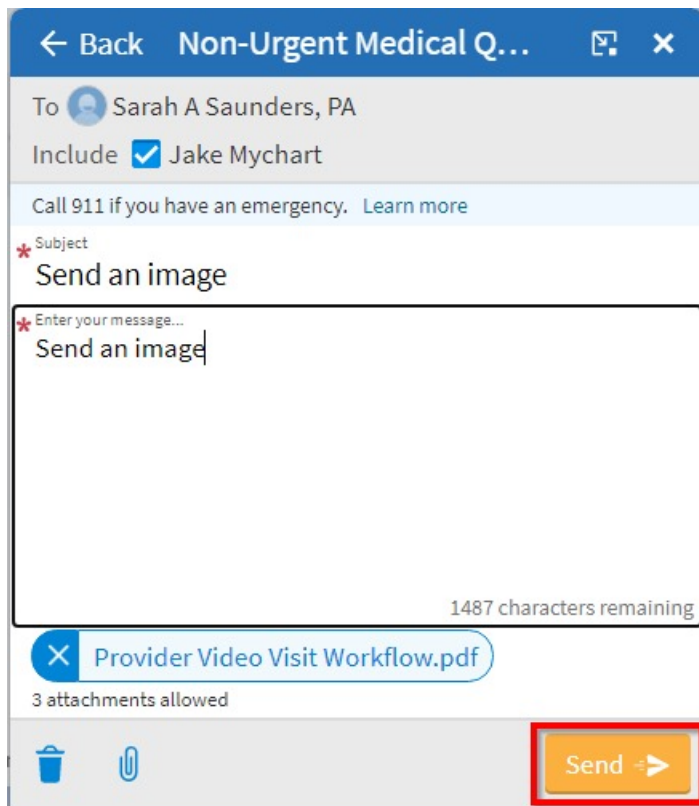 Back Non-Urgent Medical Q...
To Sarah A Saunders, PA
Include Jake Mychart
Call 911 if you have an emergency. Learn more
* Subject
Send an image
* Enter your message...
Send an image
1487 characters remaining
Provider Video Visit Workflow.pdf
3 attachments allowed
Send